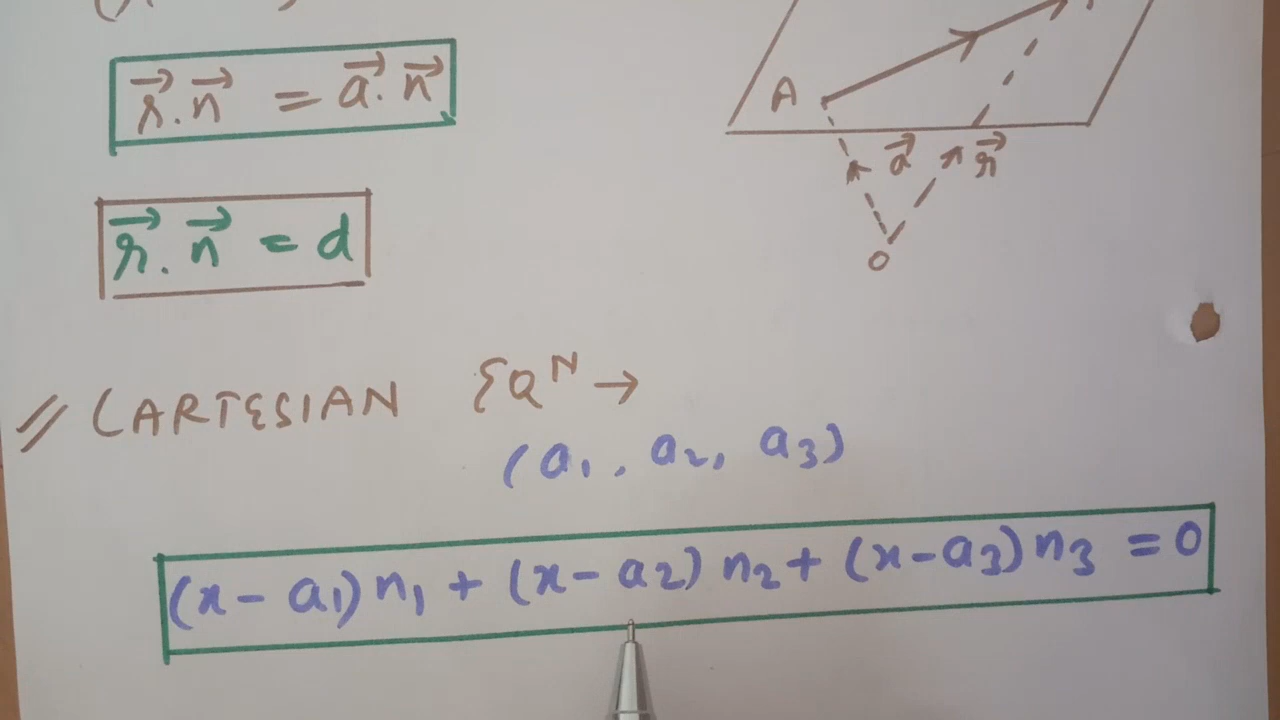 r⃗.n⃗ = a⃗.n⃗
A
a⃗ r⃗
r⃗.n⃗ = d
O
// CARTESIAN EQᴺ →
(a₁, a₂, a₃)
(x-a₁)n₁ + (x-a₂)n₂ + (x-a₃)n₃ = 0